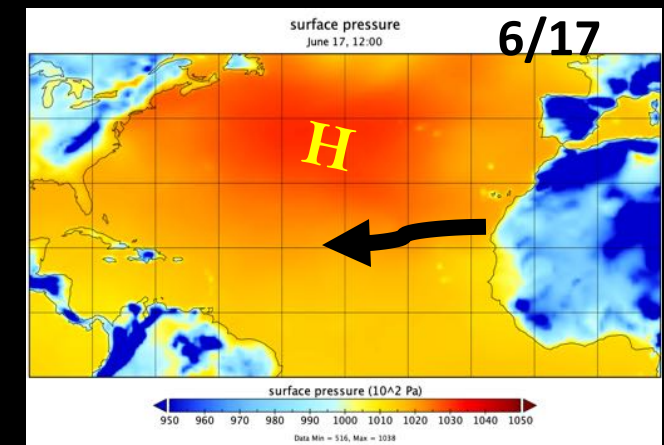 surface pressure
June 17, 12:00
6/17
H
surface pressure (10^2 Pa)
950 960 970 980 990 1000 1010 1020 1030 1040 1050
Data Min = 516, Max = 1038